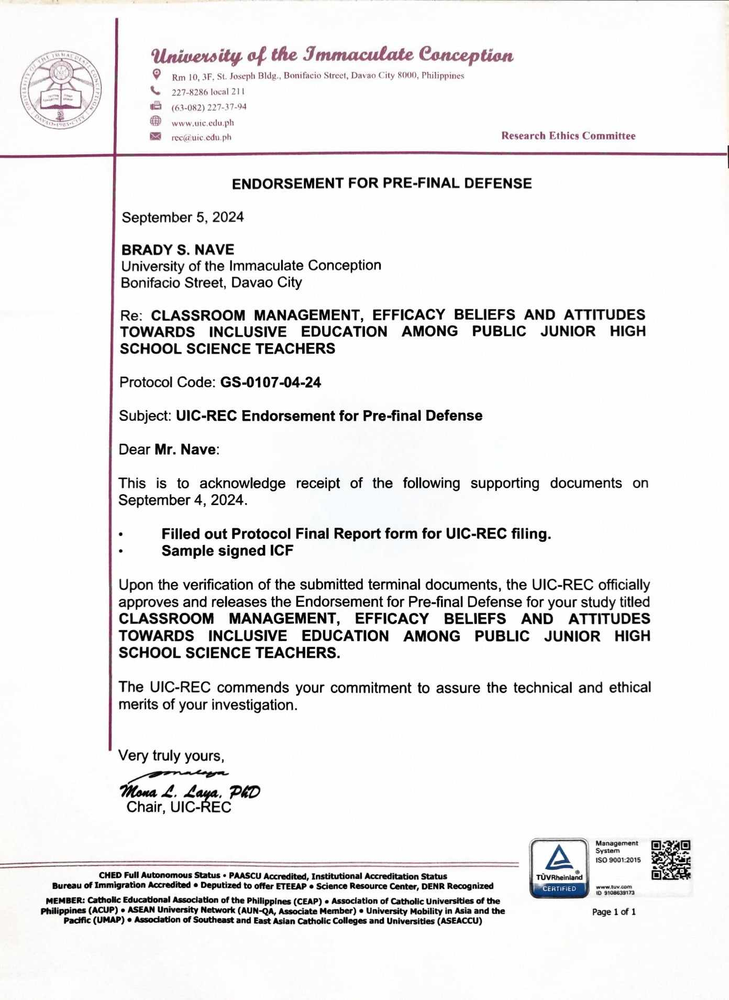 University of the Immaculate Conception
Rm 10, 3F, St. Joseph Bldg., Bonifacio Street, Davao City 8000, Philippines
227-8286 local 211
(63-082) 227-37-94
www.uic.edu.ph
rec@uic.edu.ph
Research Ethics Committee
UNIVERSITY OF THE IMMACULATE CONCEPTION
DAVAO•1905•CITY
ENDORSEMENT FOR PRE-FINAL DEFENSE
September 5, 2024
BRADY S. NAVE
University of the Immaculate Conception
Bonifacio Street, Davao City
Re: CLASSROOM MANAGEMENT, EFFICACY BELIEFS AND ATTITUDES
TOWARDS INCLUSIVE EDUCATION AMONG PUBLIC JUNIOR HIGH
SCHOOL SCIENCE TEACHERS
Protocol Code: GS-0107-04-24
Subject: UIC-REC Endorsement for Pre-final Defense
Dear Mr. Nave:
This is to acknowledge receipt of the following supporting documents on
September 4, 2024.
• Filled out Protocol Final Report form for UIC-REC filing.
• Sample signed ICF
Upon the verification of the submitted terminal documents, the UIC-REC officially
approves and releases the Endorsement for Pre-final Defense for your study titled
CLASSROOM MANAGEMENT, EFFICACY BELIEFS AND ATTITUDES
TOWARDS INCLUSIVE EDUCATION AMONG PUBLIC JUNIOR HIGH
SCHOOL SCIENCE TEACHERS.
The UIC-REC commends your commitment to assure the technical and ethical
merits of your investigation.
Very truly yours,
Mona L. Laya, PhD
Chair, UIC-REC
CHED Full Autonomous Status • PAASCU Accredited, Institutional Accreditation Status
Bureau of Immigration Accredited • Deputized to offer ETEEAP • Science Resource Center, DENR Recognized
MEMBER: Catholic Educational Association of the Philippines (CEAP) • Association of Catholic Universities of the
Philippines (ACUP) • ASEAN University Network (AUN-QA, Associate Member) • University Mobility in Asia and the
Pacific (UMAP) • Association of Southeast and East Asian Catholic Colleges and Universities (ASEACCU)
TÜVRheinland®
CERTIFIED
Management
System
ISO 9001:2015
www.tuv.com
ID 9108639173
Page 1 of 1